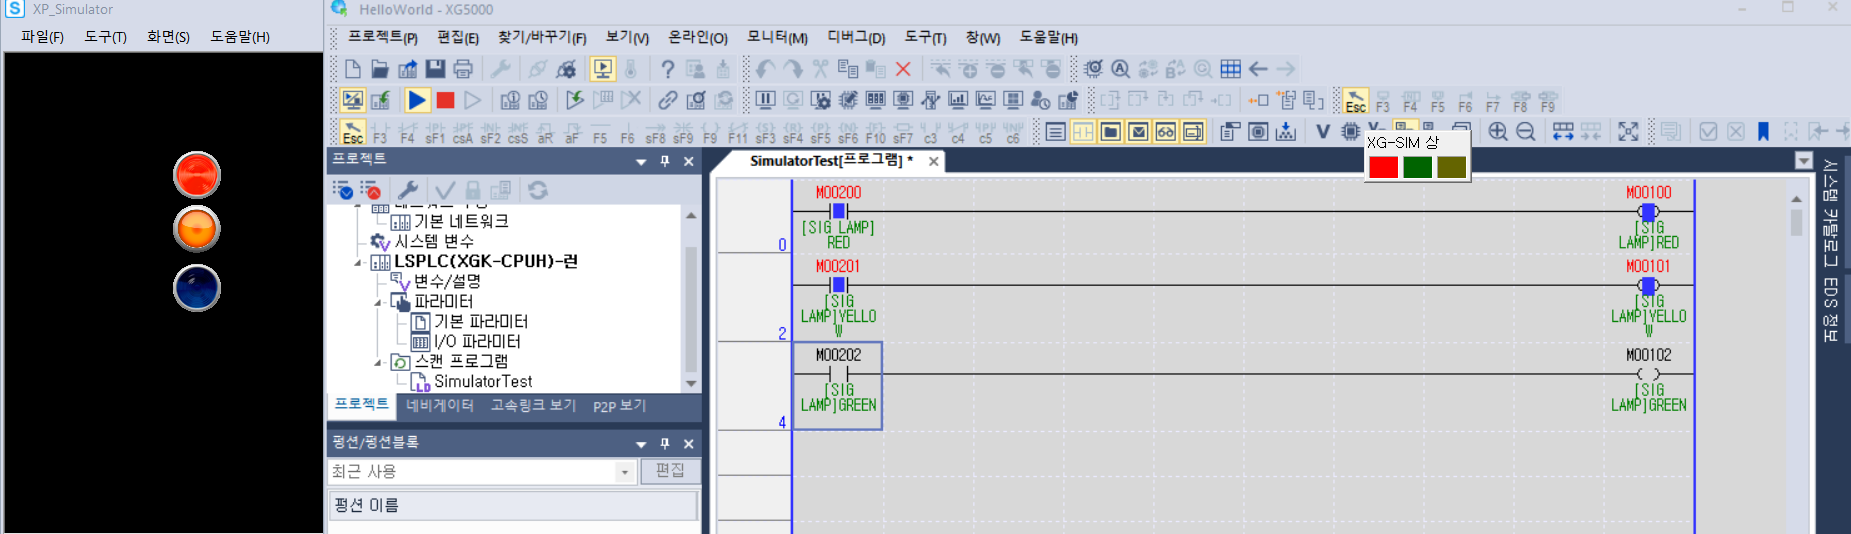 XP_Simulator
파일(F) 도구(T) 화면(S) 도움말(H)
HelloWorld - XG5000
프로젝트(P) 편집(E) 찾기/바꾸기(F) 보기(V) 온라인(O) 모니터(M) 디버그(D) 도구(T) 창(W) 도움말(H)
Esc F3 F4 F5 F6 F7 F8 F9
Esc F3 F4 sF1 csA sF2 csS aR aF F5 F6 sF8 sF9 F9 F11 sF3 sF4 sF5 sF6 F10 sF7 c3 c4 pc5 c6
XG-SIM 상
프로젝트
기본 네트워크
시스템 변수
LSPLC(XGK-CPUH)-런
변수/설명
파라미터
기본 파라미터
I/O 파라미터
스캔 프로그램
SimulatorTest
프로젝트 네비게이터 고속링크 보기 P2P 보기
펑션/펑션블록
최근 사용 편집
펑션 이름
SimulatorTest[프로그램] *
M00200 M00100
[SIG LAMP] [SIG
RED LAMP]RED
0
M00201 M00101
[SIG [SIG
LAMP]YELLO LAMP]YELLO
W W
2
M00202 M00102
[SIG [SIG
LAMP]GREEN LAMP]GREEN
4
시스템 카탈로그
EDS 정보